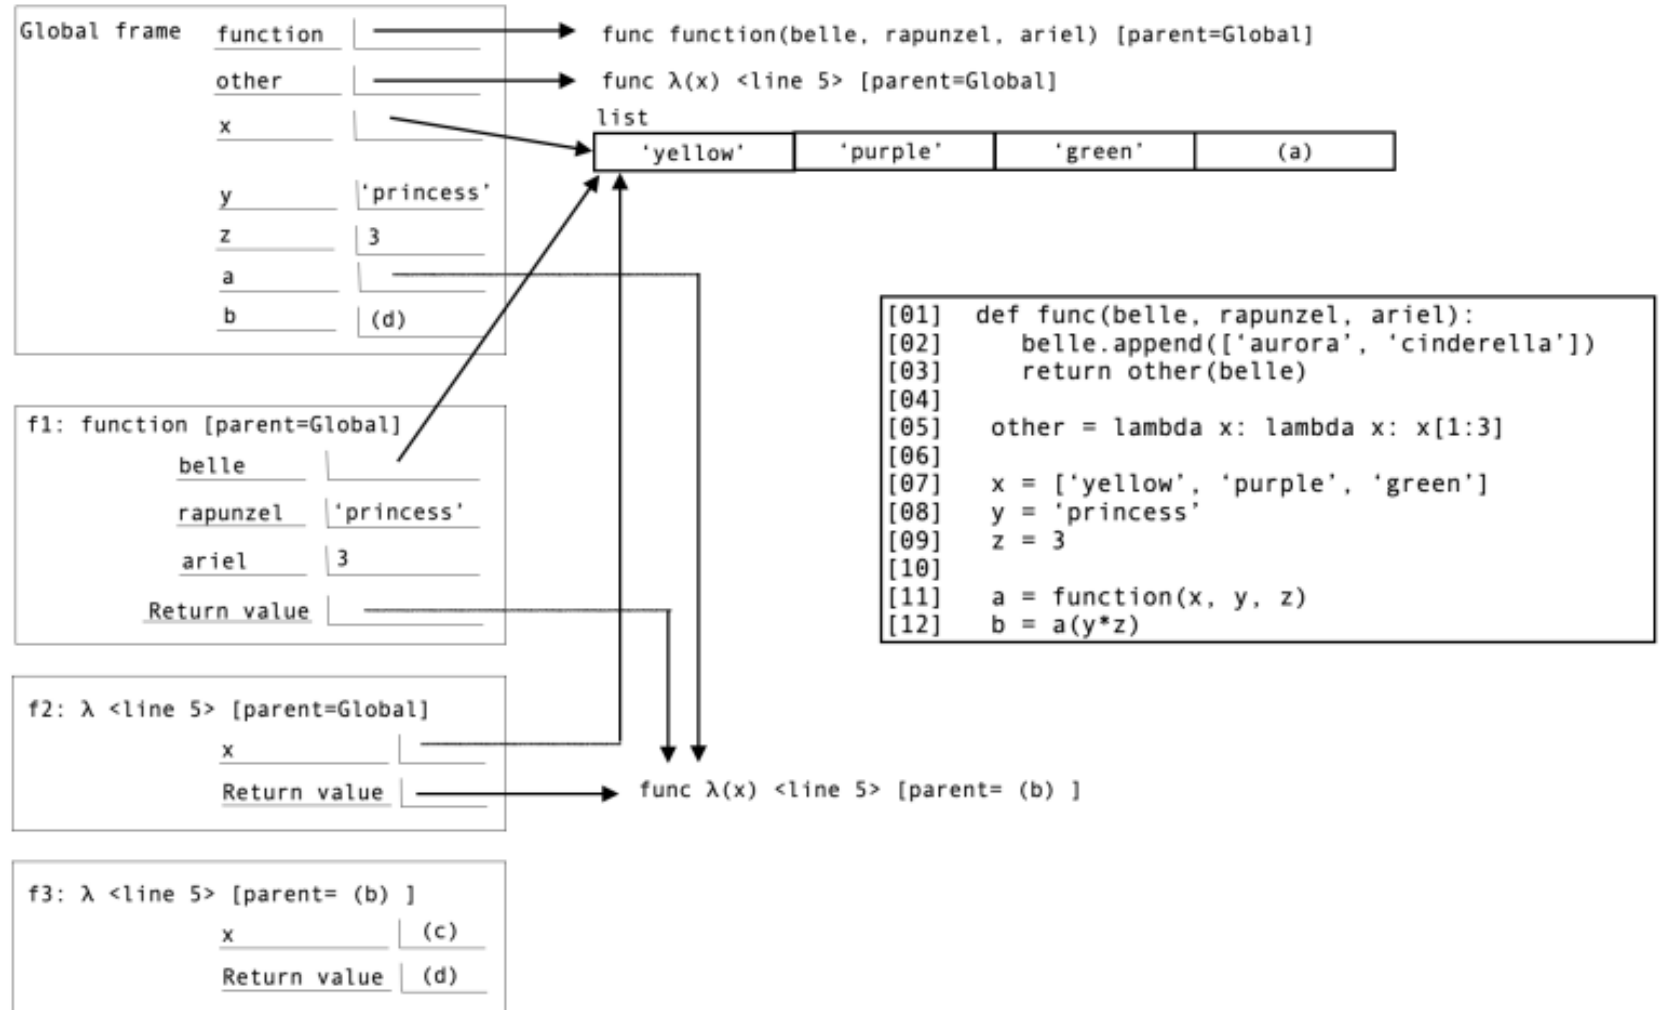 Global frame
function
func function(belle, rapunzel, ariel) [parent=Global]
other
func λ(x) <line 5> [parent=Global]
x
list
‘yellow’ ‘purple’ ‘green’ (a)
y ‘princess’
z 3
a
b (d)
f1: function [parent=Global]
belle
rapunzel ‘princess’
ariel 3
Return value
f2: λ <line 5> [parent=Global]
x
Return value
func λ(x) <line 5> [parent= (b) ]
f3: λ <line 5> [parent= (b) ]
x (c)
Return value (d)
[01] def func(belle, rapunzel, ariel):
[02] belle.append([‘aurora’, ‘cinderella’])
[03] return other(belle)
[04]
[05] other = lambda x: lambda x: x[1:3]
[06]
[07] x = [‘yellow’, ‘purple’, ‘green’]
[08] y = ‘princess’
[09] z = 3
[10]
[11] a = function(x, y, z)
[12] b = a(y*z)